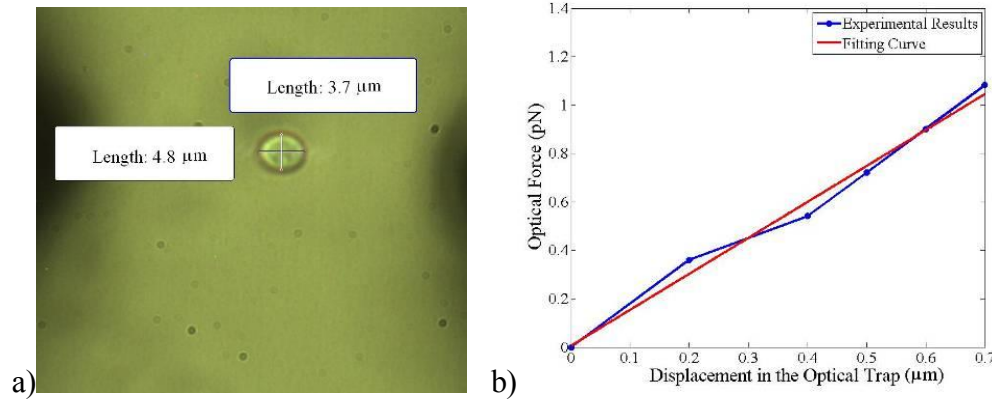 Length: 3.7 μm
Length: 4.8 μm
a)
1.4
1.2
1
0.8
0.6
0.4
0.2
0
Optical Force (pN)
Experimental Results
Fitting Curve
0 0.1 0.2 0.3 0.4 0.5 0.6 0.7
Displacement in the Optical Trap (μm)
b)